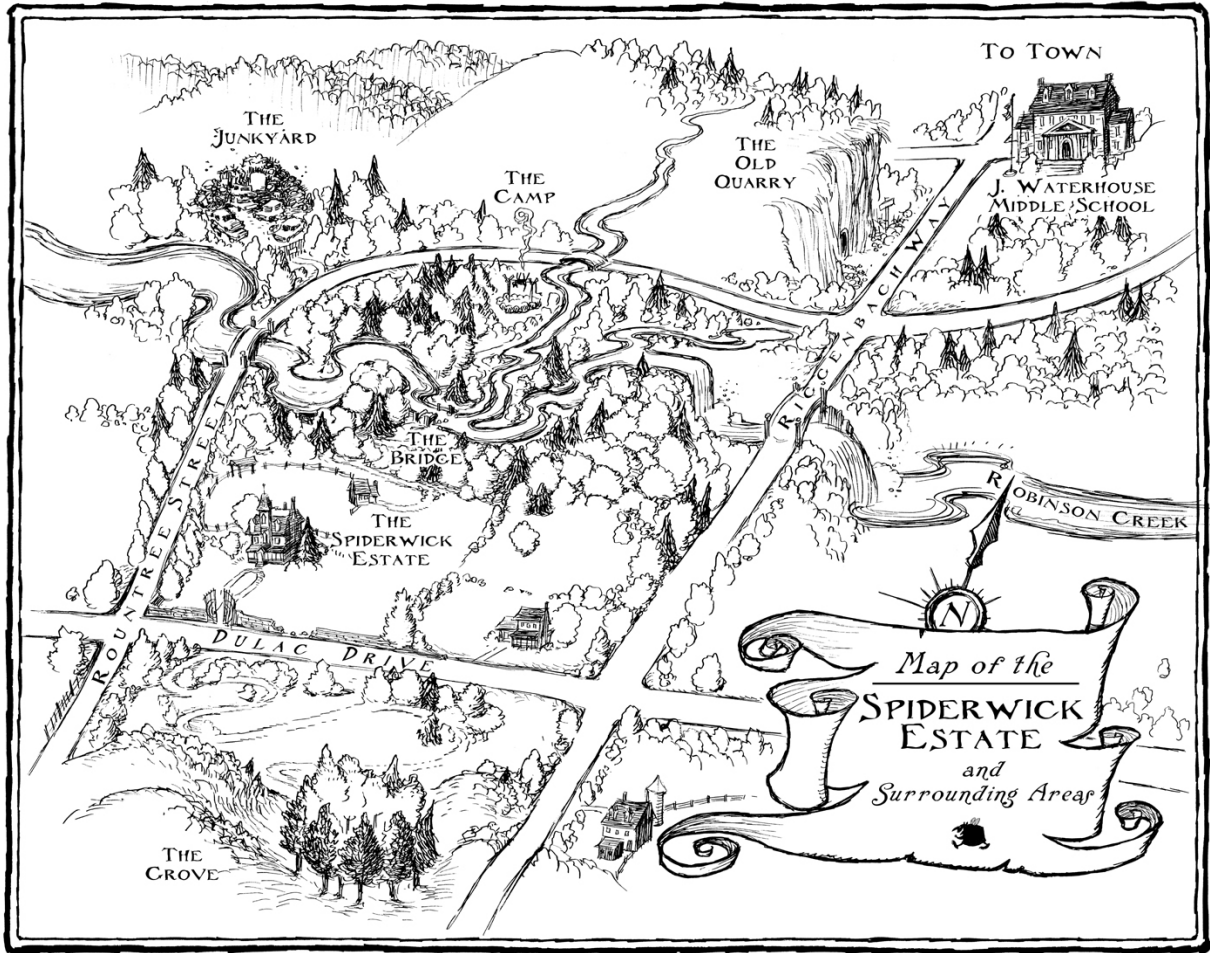 To Town
The
Junkyard
The
Camp
The
Old
Quarry
J. Waterhouse
Middle School
Raccenbach Way
The
Bridge
Rountree Street
The
Spiderwick
Estate
Robinson Creek
Dulac Drive
N
Map of the
Spiderwick
Estate
and
Surrounding Areas
The
Grove